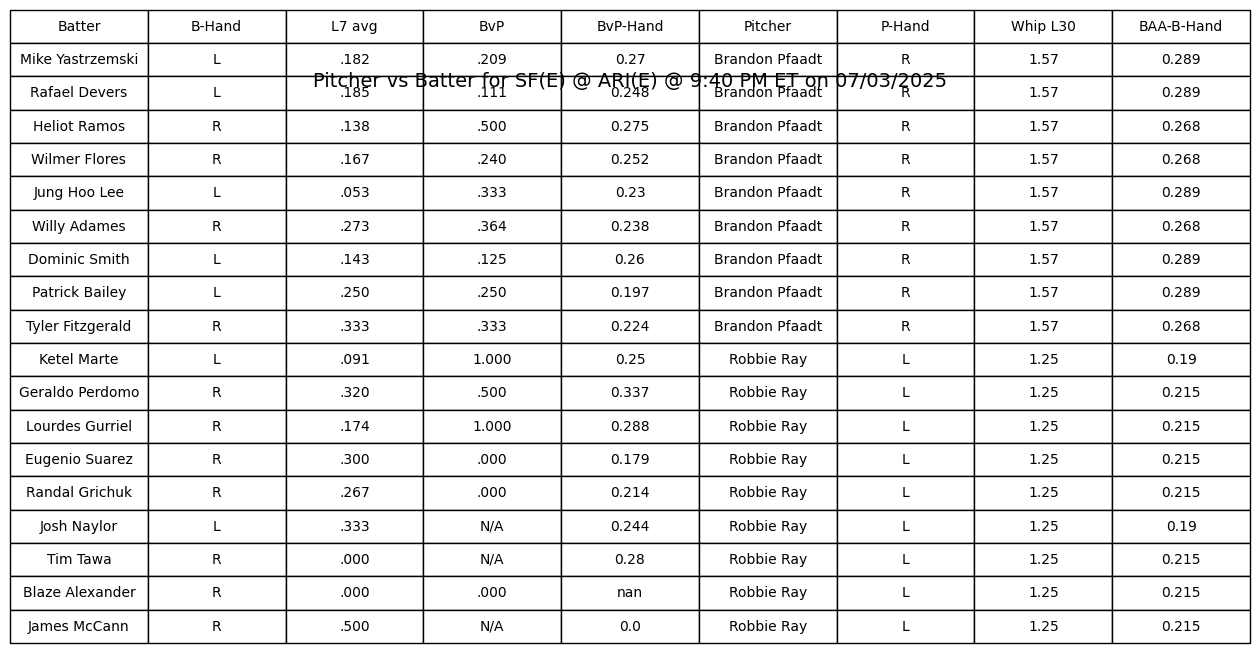 Batter B-Hand L7 avg BvP BvP-Hand Pitcher P-Hand Whip L30 BAA-B-Hand
Mike Yastrzemski L .182 .209 0.27 Brandon Pfaadt R 1.57 0.289
Pitcher vs Batter for SF(E) @ ARI(E) @ 9:40 PM ET on 07/03/2025
Rafael Devers L .185 .111 0.248 Brandon Pfaadt R 1.57 0.289
Heliot Ramos R .138 .500 0.275 Brandon Pfaadt R 1.57 0.268
Wilmer Flores R .167 .240 0.252 Brandon Pfaadt R 1.57 0.268
Jung Hoo Lee L .053 .333 0.23 Brandon Pfaadt R 1.57 0.289
Willy Adames R .273 .364 0.238 Brandon Pfaadt R 1.57 0.268
Dominic Smith L .143 .125 0.26 Brandon Pfaadt R 1.57 0.289
Patrick Bailey L .250 .250 0.197 Brandon Pfaadt R 1.57 0.289
Tyler Fitzgerald R .333 .333 0.224 Brandon Pfaadt R 1.57 0.268
Ketel Marte L .091 1.000 0.25 Robbie Ray L 1.25 0.19
Geraldo Perdomo R .320 .500 0.337 Robbie Ray L 1.25 0.215
Lourdes Gurriel R .174 1.000 0.288 Robbie Ray L 1.25 0.215
Eugenio Suarez R .300 .000 0.179 Robbie Ray L 1.25 0.215
Randal Grichuk R .267 .000 0.214 Robbie Ray L 1.25 0.215
Josh Naylor L .333 N/A 0.244 Robbie Ray L 1.25 0.19
Tim Tawa R .000 N/A 0.28 Robbie Ray L 1.25 0.215
Blaze Alexander R .000 .000 nan Robbie Ray L 1.25 0.215
James McCann R .500 N/A 0.0 Robbie Ray L 1.25 0.215